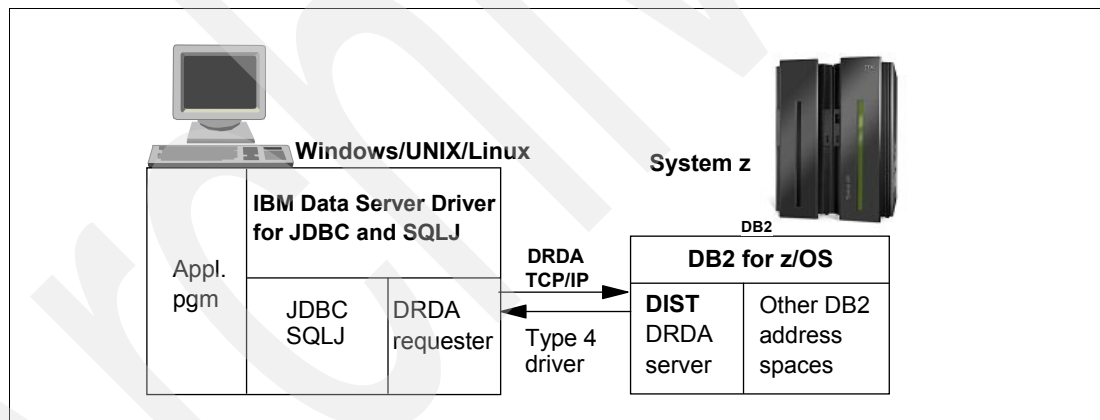 Windows/UNIX/Linux
System z
IBM Data Server Driver
for JDBC and SQLJ
Appl.
pgm
JDBC
SQLJ
DRDA
requester
DRDA
TCP/IP
Type 4
driver
DB2
DB2 for z/OS
DIST
DRDA
server
Other DB2
address
spaces